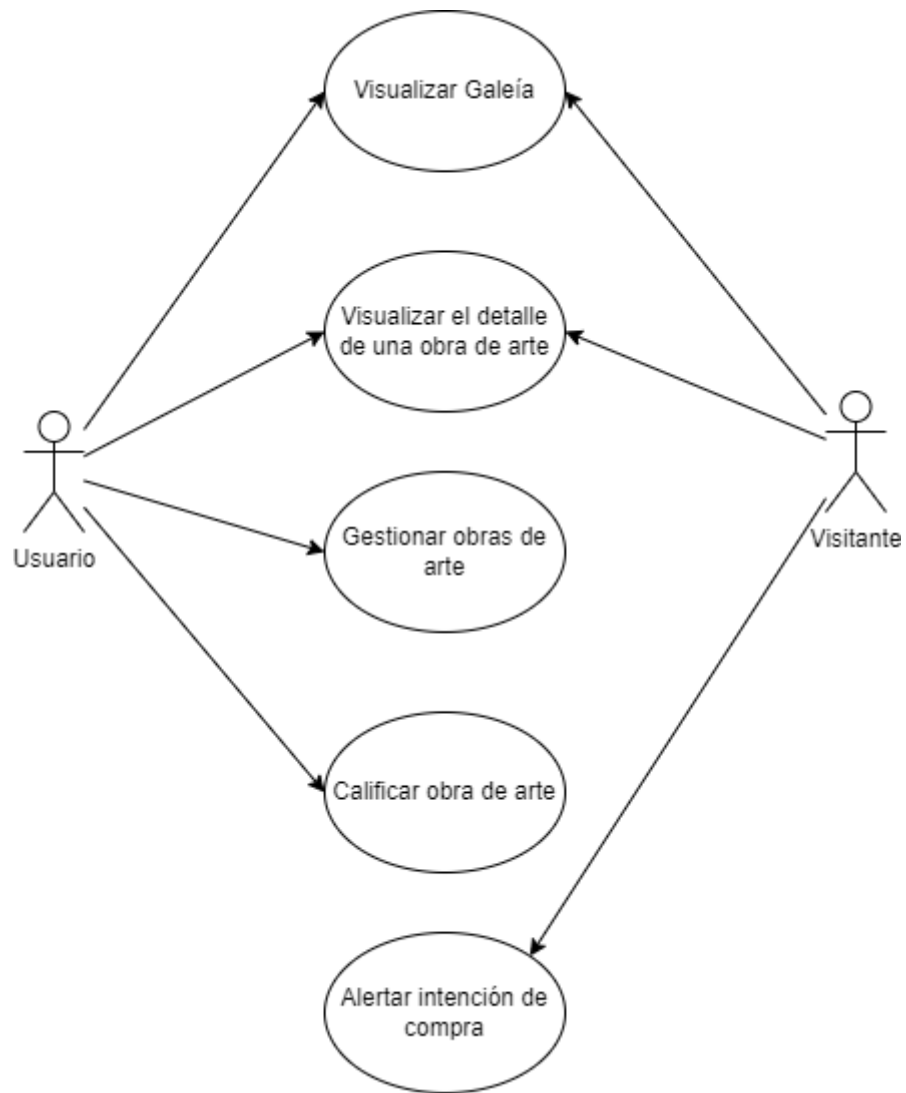 Visualizar Galeía
Visualizar el detalle
de una obra de arte
Usuario
Visitante
Gestionar obras de
arte
Calificar obra de arte
Alertar intención de
compra